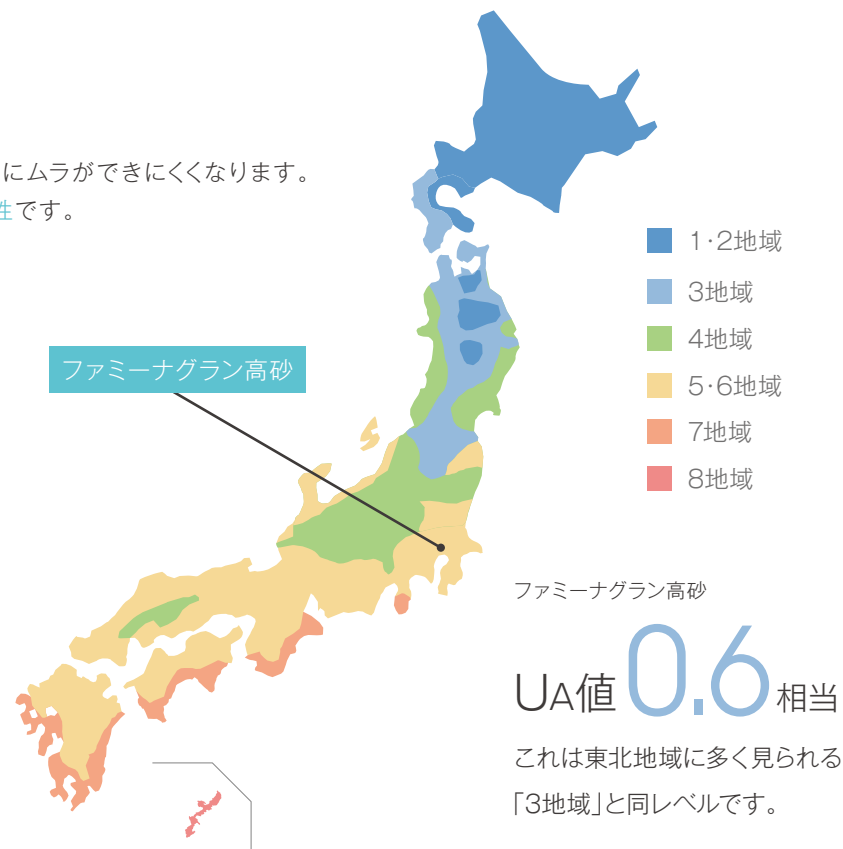 にムラができにくくなります。
性です。
1・2地域
3地域
4地域
5・6地域
7地域
8地域
ファミーナグラン高砂
ファミーナグラン高砂
UA値0.6相当
これは東北地域に多く見られる
「3地域」と同レベルです。